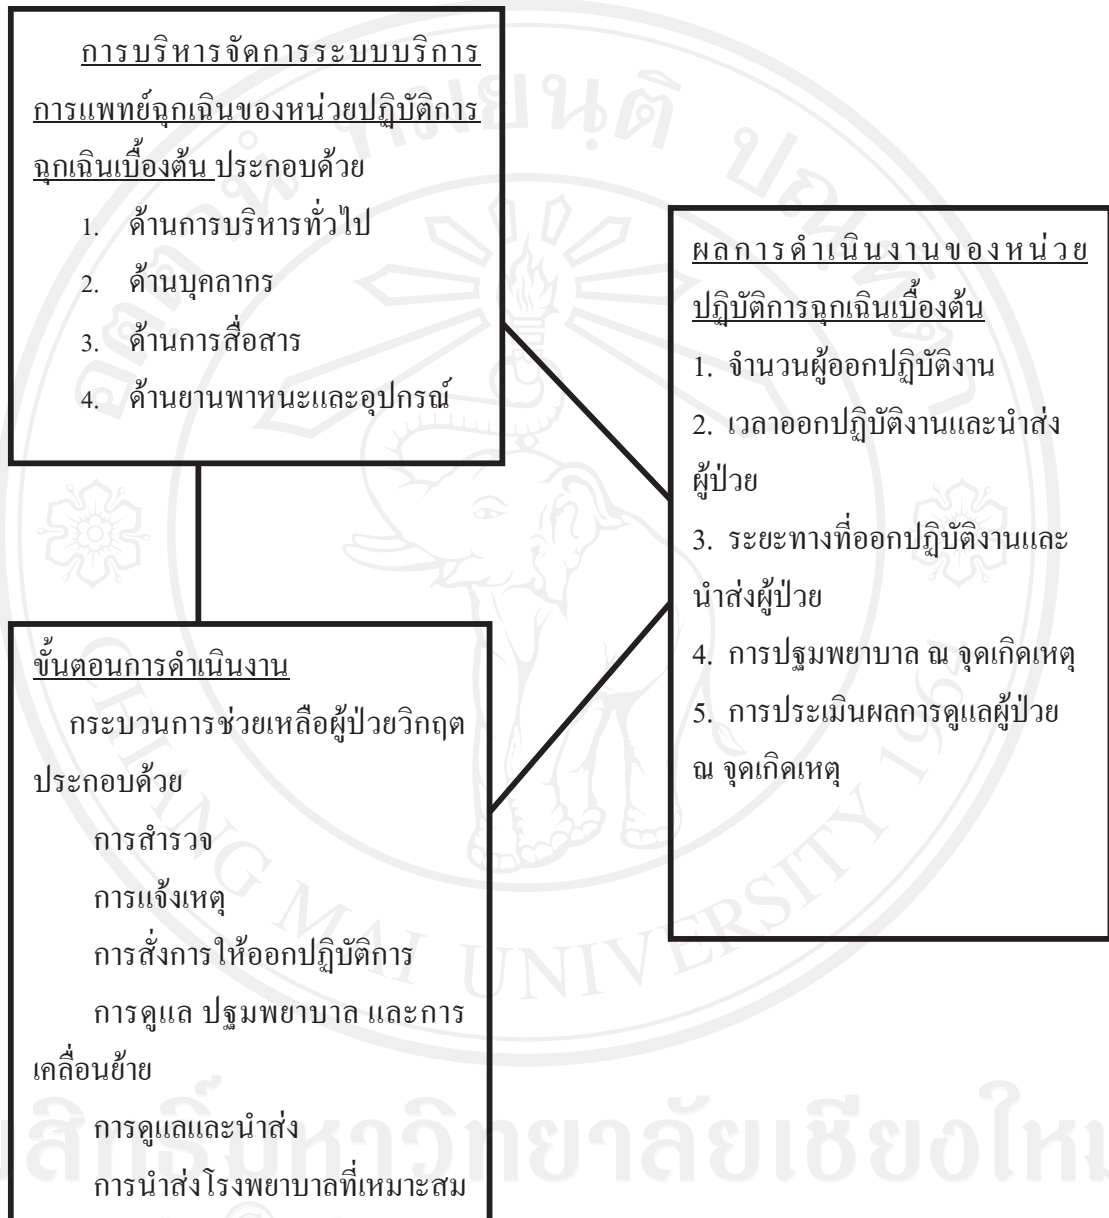 การบริหารจัดการระบบบริการ
การแพทย์ฉุกเฉินของหน่วยปฏิบัติการ
ฉุกเฉินเบื้องต้น ประกอบด้วย
1. ด้านการบริหารทั่วไป
2. ด้านบุคลากร
3. ด้านการสื่อสาร
4. ด้านยานพาหนะและอุปกรณ์
ผลการดำเนินงานของหน่วย
ปฏิบัติการฉุกเฉินเบื้องต้น
1. จำนวนผู้ออกปฏิบัติงาน
2. เวลาออกปฏิบัติงานและนำส่ง
ผู้ป่วย
3. ระยะทางที่ออกปฏิบัติงานและ
นำส่งผู้ป่วย
4. การปฐมพยาบาล ณ จุดเกิดเหตุ
5. การประเมินผลการดูแลผู้ป่วย
ณ จุดเกิดเหตุ
ขั้นตอนการดำเนินงาน
กระบวนการช่วยเหลือผู้ป่วยวิกฤต
ประกอบด้วย
การสำรวจ
การแจ้งเหตุ
การสั่งการให้ออกปฏิบัติการ
การดูแล ปฐมพยาบาล และการ
เคลื่อนย้าย
การดูแลและนำส่ง
การนำส่งโรงพยาบาลที่เหมาะสม
CHIANG MAI UNIVERSITY 1964